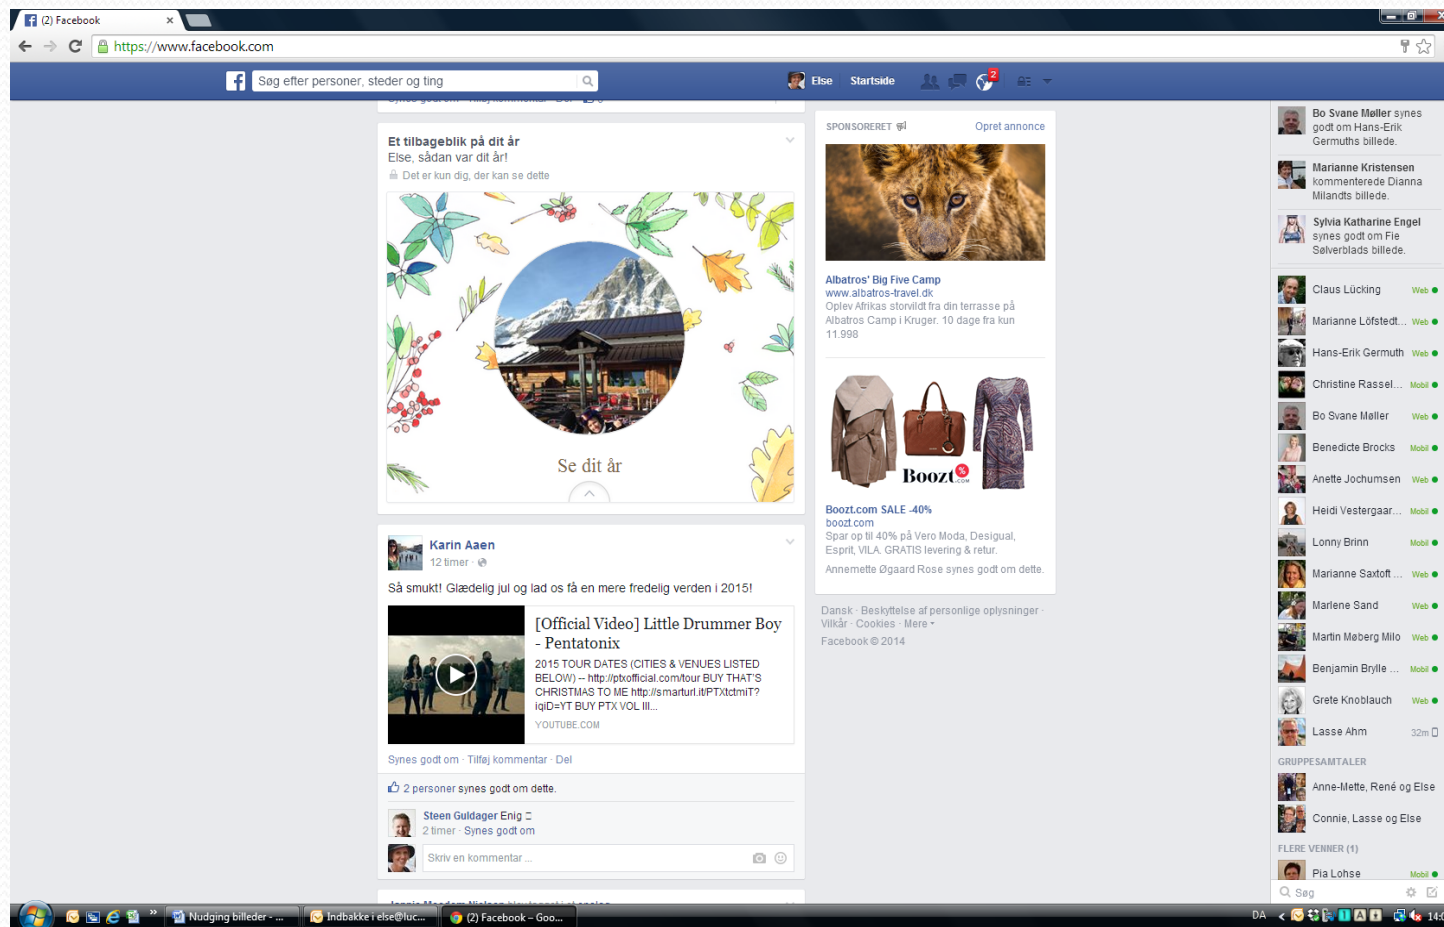 (2) Facebook
https://www.facebook.com
Søg efter personer, steder og ting
Else
Startside
2
Et tilbageblik på dit år
Else, sådan var dit år!
Det er kun dig, der kan se dette
Se dit år
Karin Aaen
12 timer ·
Så smukt! Glædelig jul og lad os få en mere fredelig verden i 2015!
[Official Video] Little Drummer Boy
- Pentatonix
2015 TOUR DATES (CITIES & VENUES LISTED
BELOW) -- http://ptxofficial.com/tour BUY THAT'S
CHRISTMAS TO ME http://smarturl.it/PTXtctmiT?
iqiD=YT BUY PTX VOL III...
YOUTUBE.COM
Synes godt om · Tilføj kommentar · Del
2 personer synes godt om dette.
Steen Guldager Enig
2 timer · Synes godt om
Skriv en kommentar ...
SPONSORERET
Opret annonce
Albatros' Big Five Camp
www.albatros-travel.dk
Oplev Afrikas storvildt fra din terrasse på
Albatros Camp i Kruger. 10 dage fra kun
11.998
Boozt
.COM
%
Boozt.com SALE -40%
boozt.com
Spar op til 40% på Vero Moda, Desigual,
Esprit, VILA. GRATIS levering & retur.
Annemette Øgaard Rose synes godt om dette.
Dansk · Beskyttelse af personlige oplysninger ·
Vilkår · Cookies · Mere
Facebook © 2014
Bo Svane Møller synes
godt om Hans-Erik
Germuths billede.
Marianne Kristensen
kommenterede Dianna
Milandts billede.
Sylvia Katharine Engel
synes godt om Fie
Sølverblads billede.
Claus Lücking Web
Marianne Löfstedt... Web
Hans-Erik Germuth Web
Christine Rassel... Mobil
Bo Svane Møller Web
Benedicte Brocks Mobil
Anette Jochumsen Web
Heidi Vestergaar... Mobil
Lonny Brinn Mobil
Marianne Saxtoft ... Web
Marlene Sand Web
Martin Møberg Milo Web
Benjamin Brylle ... Mobil
Grete Knoblauch Web
Lasse Ahm 32m
GRUPPESAMTALER
Anne-Mette, René og Else
Connie, Lasse og Else
FLERE VENNER (1)
Pia Lohse Mobil
Søg
Nudging billeder - ...
Indbakke i else@luc...
(2) Facebook – Goo...
DA